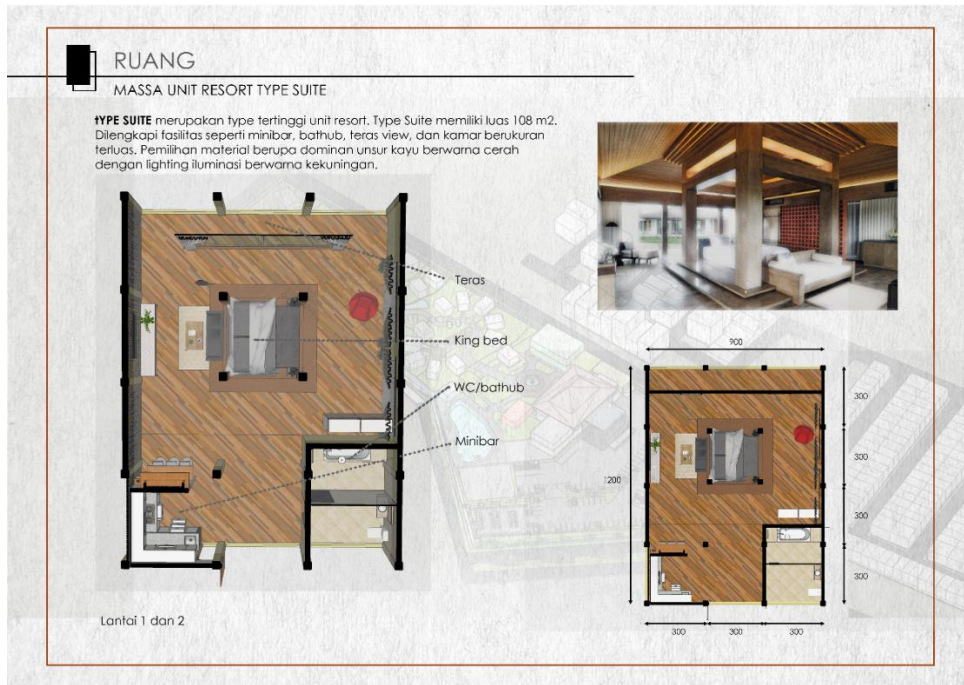 RUANG
MASSA UNIT RESORT TYPE SUITE
tYPE SUITE merupakan type tertinggi unit resort. Type Suite memiliki luas 108 m2.
Dilengkapi fasilitas seperti minibar, bathub, teras view, dan kamar berukuran
terluas. Pemilihan material berupa dominan unsur kayu berwarna cerah
dengan lighting iluminasi berwarna kekuningan.
Teras
King bed
WC/bathub
Minibar
Lantai 1 dan 2
900
300
300
1200
300
300
300
300
300